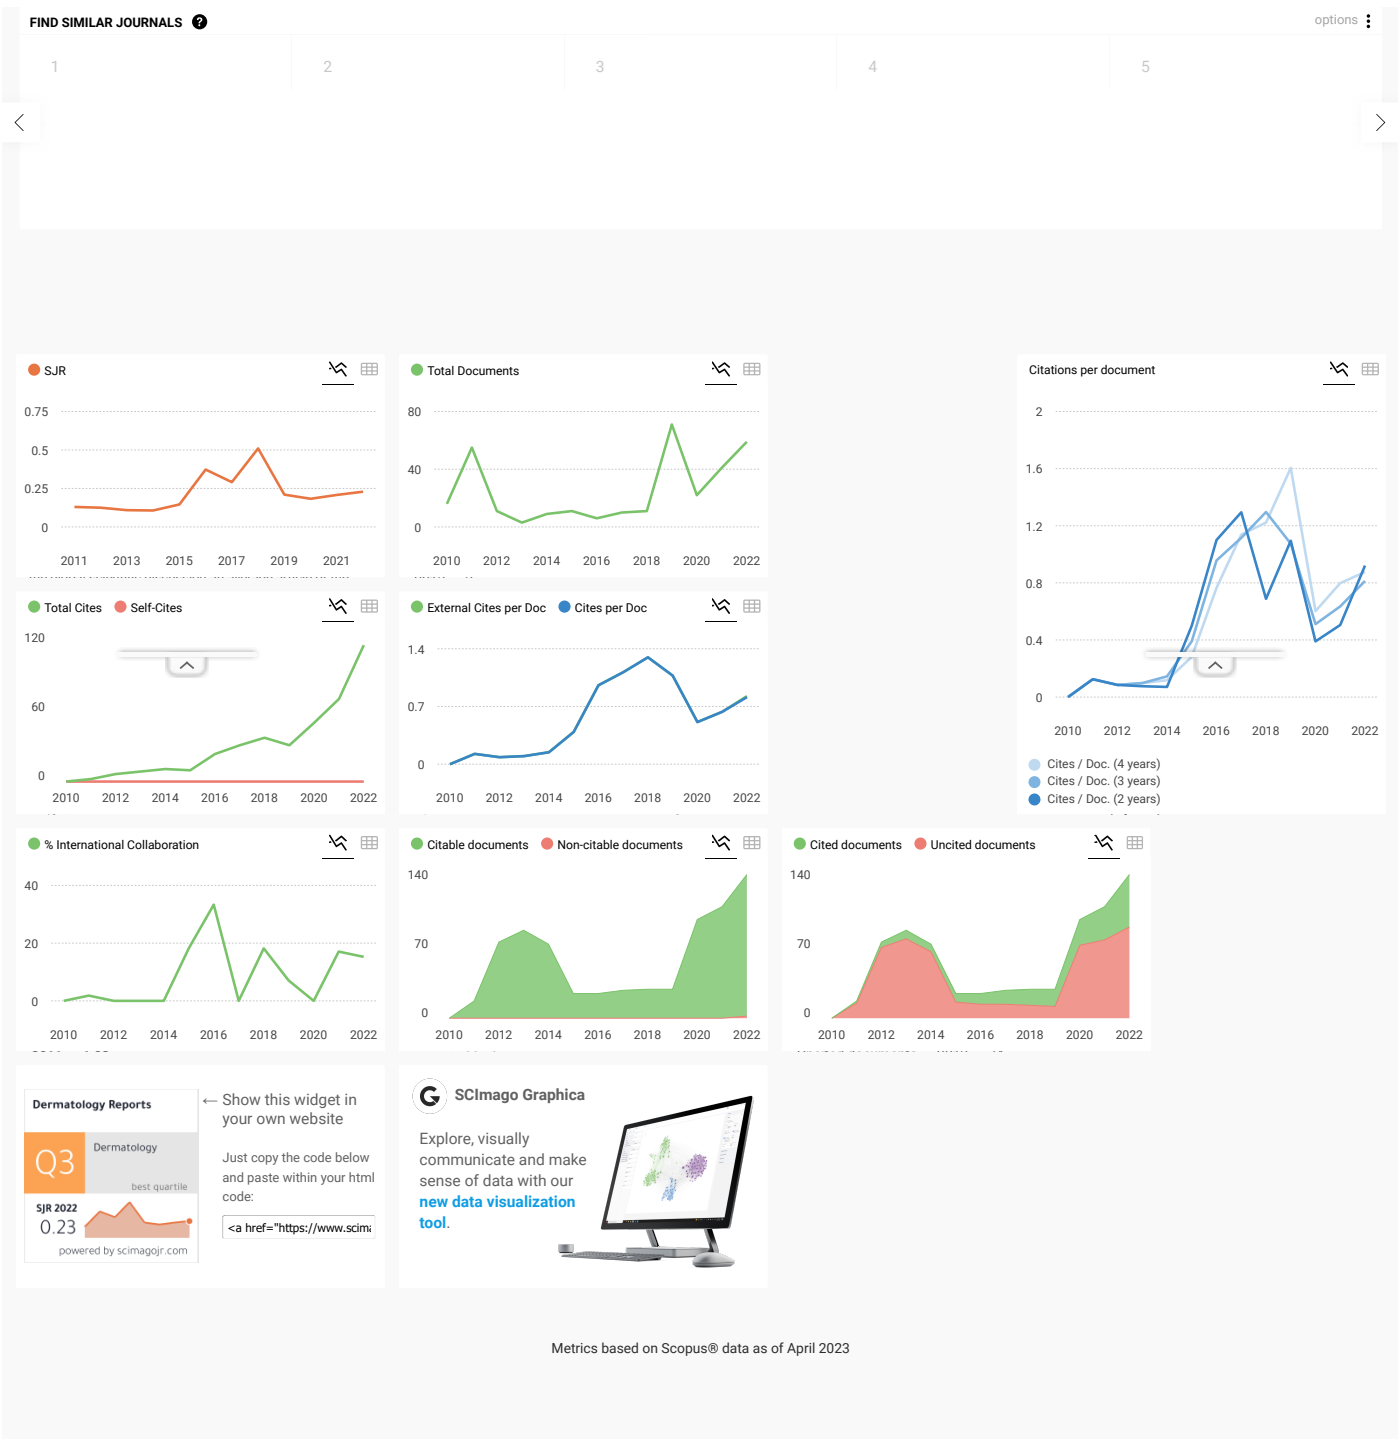 FIND SIMILAR JOURNALS ?
options
1
2
3
4
5
SJR
0.75
0.5
0.25
0
2011 2013 2015 2017 2019 2021
Total Documents
80
40
0
2010 2012 2014 2016 2018 2020 2022
Citations per document
2
1.6
1.2
0.8
0.4
0
2010 2012 2014 2016 2018 2020 2022
Cites / Doc. (4 years)
Cites / Doc. (3 years)
Cites / Doc. (2 years)
Total Cites Self-Cites
120
60
0
2010 2012 2014 2016 2018 2020 2022
External Cites per Doc Cites per Doc
1.4
0.7
0
2010 2012 2014 2016 2018 2020 2022
% International Collaboration
40
20
0
2010 2012 2014 2016 2018 2020 2022
Citable documents Non-citable documents
140
70
0
2010 2012 2014 2016 2018 2020 2022
Cited documents Uncited documents
140
70
0
2010 2012 2014 2016 2018 2020 2022
Dermatology Reports
Q3
Dermatology
best quartile
SJR 2022
0.23
powered by scimagojr.com
← Show this widget in
your own website
Just copy the code below
and paste within your html
code:
<a href="https://www.scima
SCImago Graphica
Explore, visually
communicate and make
sense of data with our
new data visualization
tool.
Metrics based on Scopus® data as of April 2023